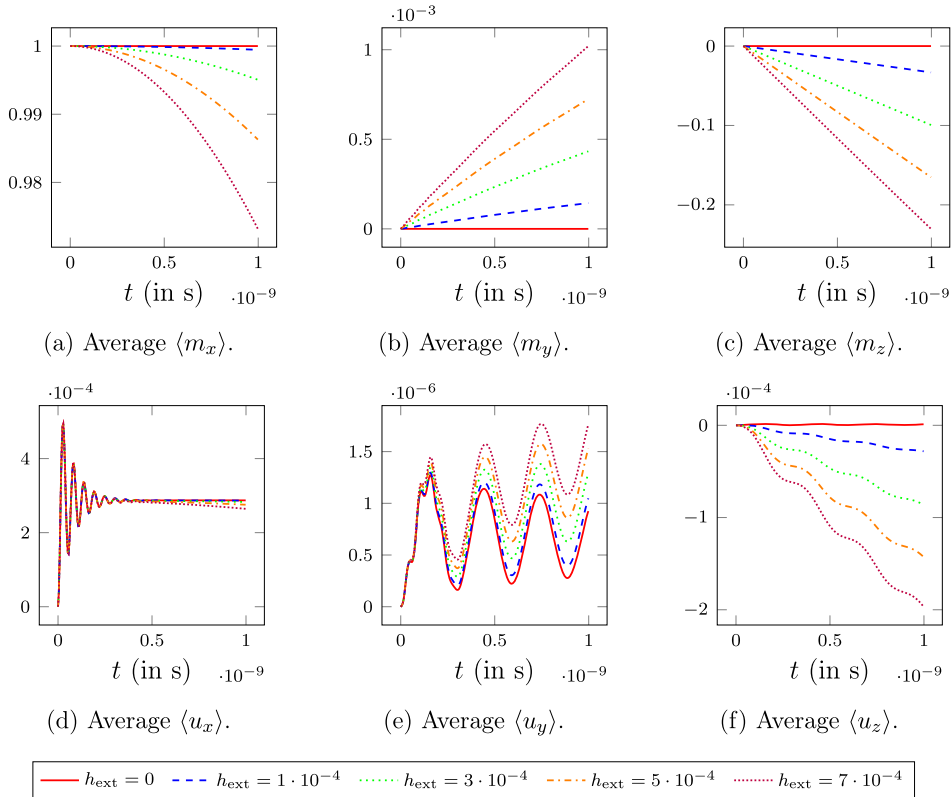 ·10⁻³
1
0.99
0.98
0 0.5 1
t (in s) ·10⁻⁹
(a) Average ⟨mₓ⟩.
1
0.5
0
0 0.5 1
t (in s) ·10⁻⁹
(b) Average ⟨m_y⟩.
0
−0.1
−0.2
0 0.5 1
t (in s) ·10⁻⁹
(c) Average ⟨m_z⟩.
·10⁻⁴
4
2
0
0 0.5 1
t (in s) ·10⁻⁹
(d) Average ⟨uₓ⟩.
·10⁻⁶
1.5
1
0.5
0
0 0.5 1
t (in s) ·10⁻⁹
(e) Average ⟨u_y⟩.
·10⁻⁴
0
−1
−2
0 0.5 1
t (in s) ·10⁻⁹
(f) Average ⟨u_z⟩.
h_ext = 0 h_ext = 1 · 10⁻⁴ h_ext = 3 · 10⁻⁴ h_ext = 5 · 10⁻⁴ h_ext = 7 · 10⁻⁴